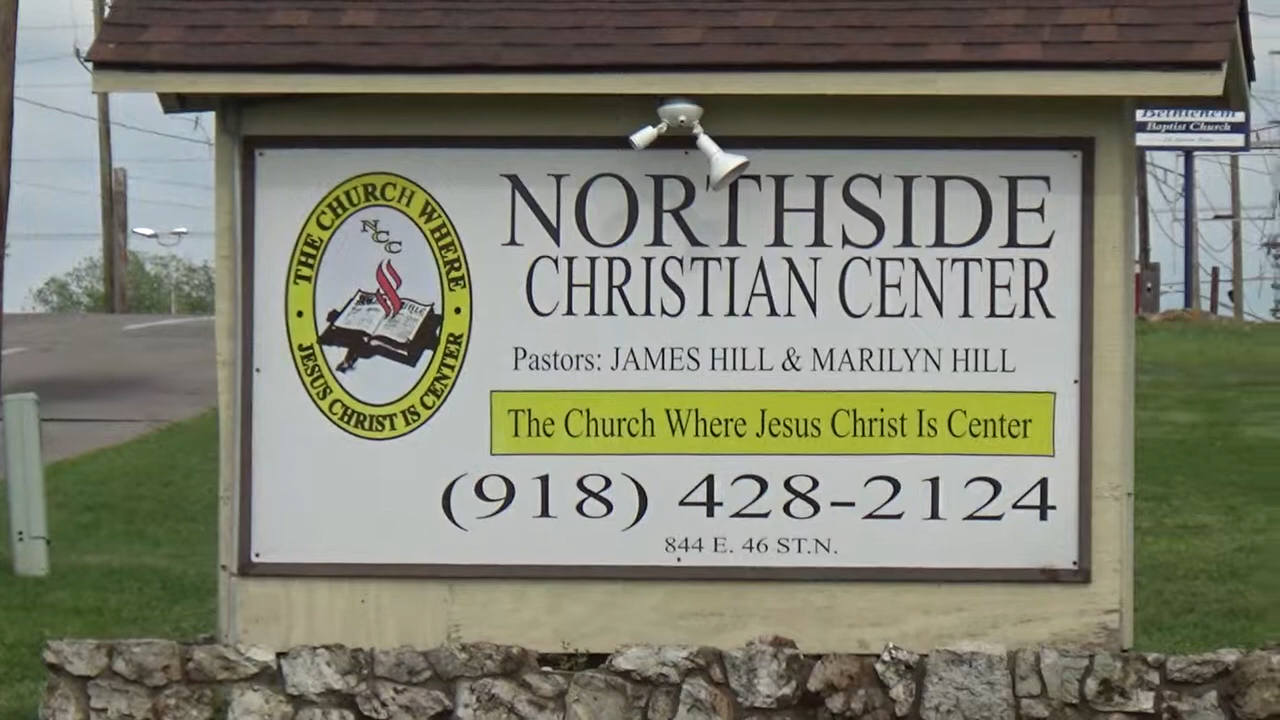 THE CHURCH WHERE
NCC
JESUS CHRIST IS CENTER
NORTHSIDE
CHRISTIAN CENTER
Pastors: JAMES HILL & MARILYN HILL
The Church Where Jesus Christ Is Center
(918) 428-2124
844 E. 46 ST.N.
Bethlehem
Baptist Church